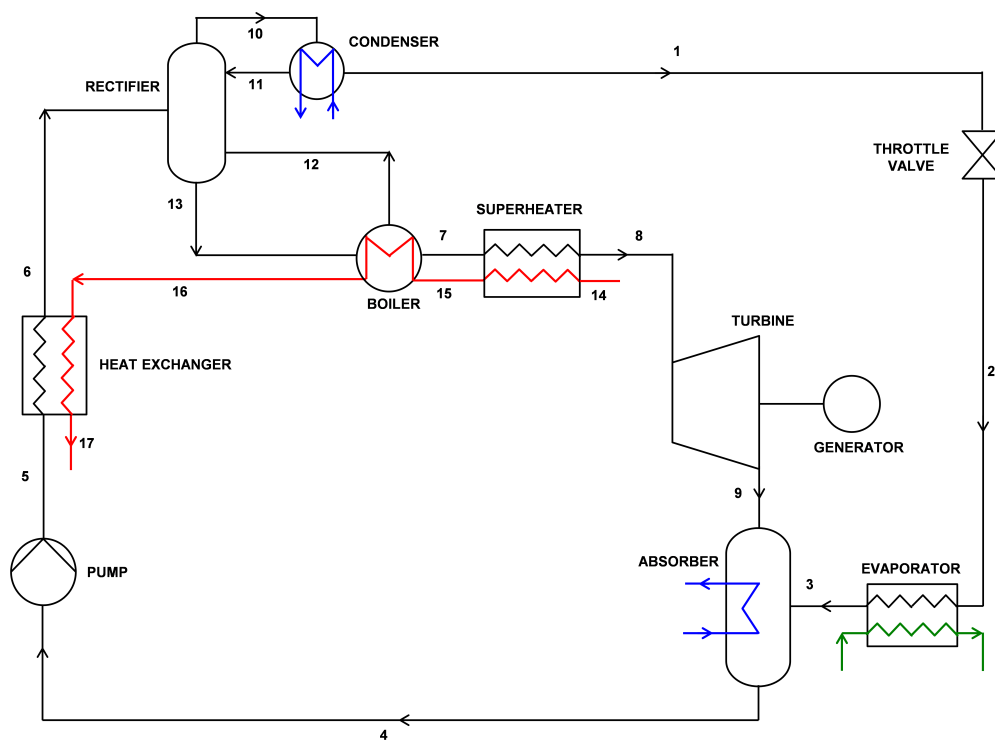 10
CONDENSER
1
RECTIFIER
11
THROTTLE
VALVE
12
13
SUPERHEATER
7
8
6
16
15
14
BOILER
TURBINE
HEAT EXCHANGER
2
17
GENERATOR
5
9
ABSORBER
EVAPORATOR
PUMP
3
4